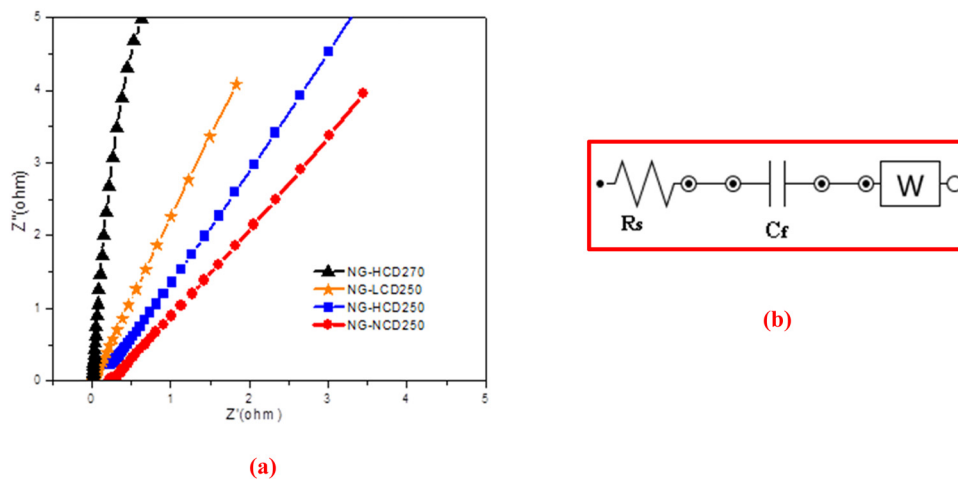 5
4
3
2
1
0
Z"(ohm)
NG-HCD270
NG-LCD250
NG-HCD250
NG-NCD250
0
1
2
3
4
5
Z'(ohm)
(a)
Rs
Cf
W
(b)